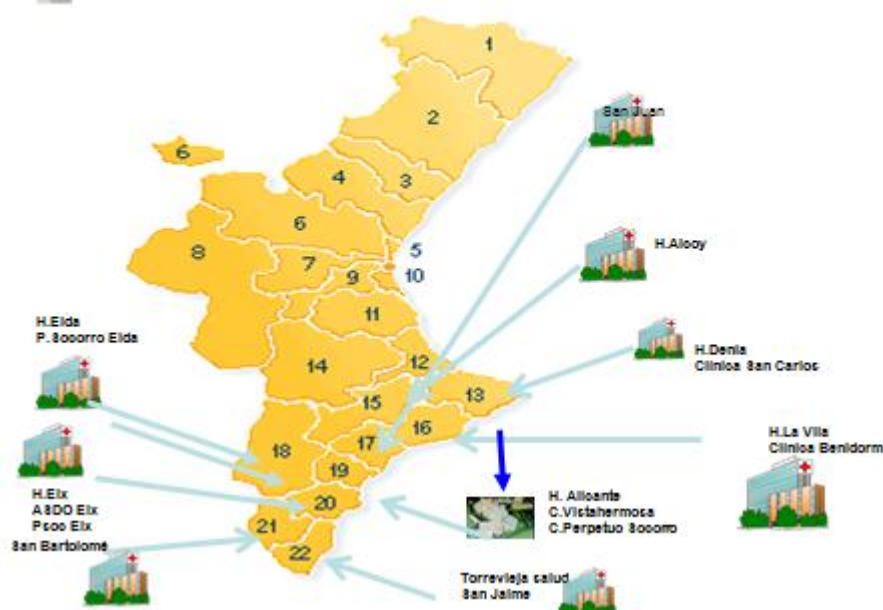 1
San Juan
2
6
4
3
6
5
H.Alcoy
8
7
9
10
H.Elda
P.Socorro Elda
11
12
H.Denia
Clinica San Carlos
14
13
15
16
H.La Vila
Clinica Benidorm
18
17
19
H.Elx
ASDO Elx
Psoo Elx
20
H. Alicante
C.Vistahermosa
C.Perpetuo Socorro
21
San Bartolomé
22
Torrevieja salud
San Jaime